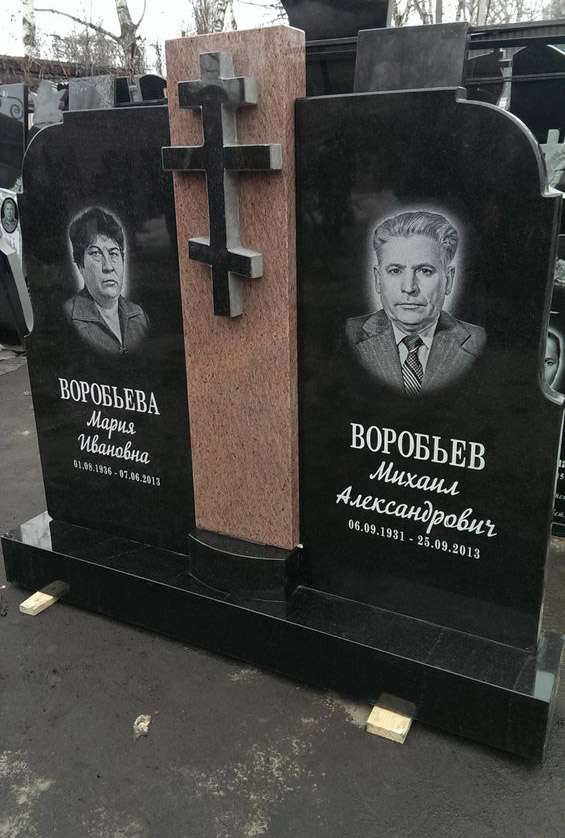 ВОРОБЬЕВА
Мария
Ивановна
01.08.1936 - 07.06.2013
ВОРОБЬЕВ
Михаил
Александрович
06.09.1931 - 25.09.2013